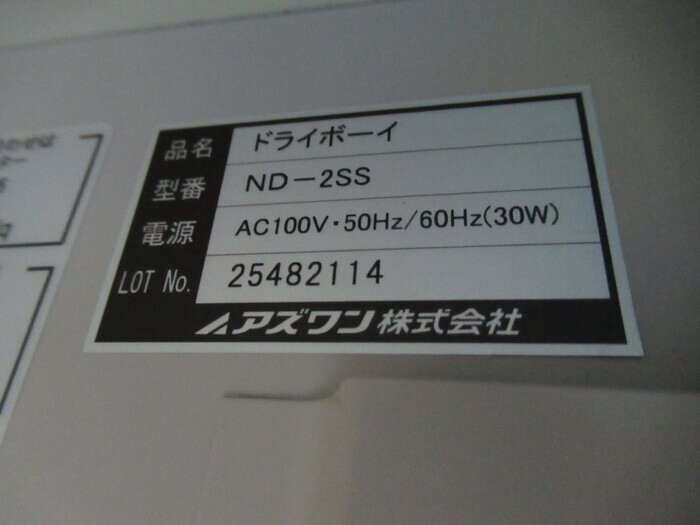 品名 ドライボーイ
型番 ND-2SS
電源 AC100V・50Hz/60Hz(30W)
LOT No. 25482114
アズワン株式会社